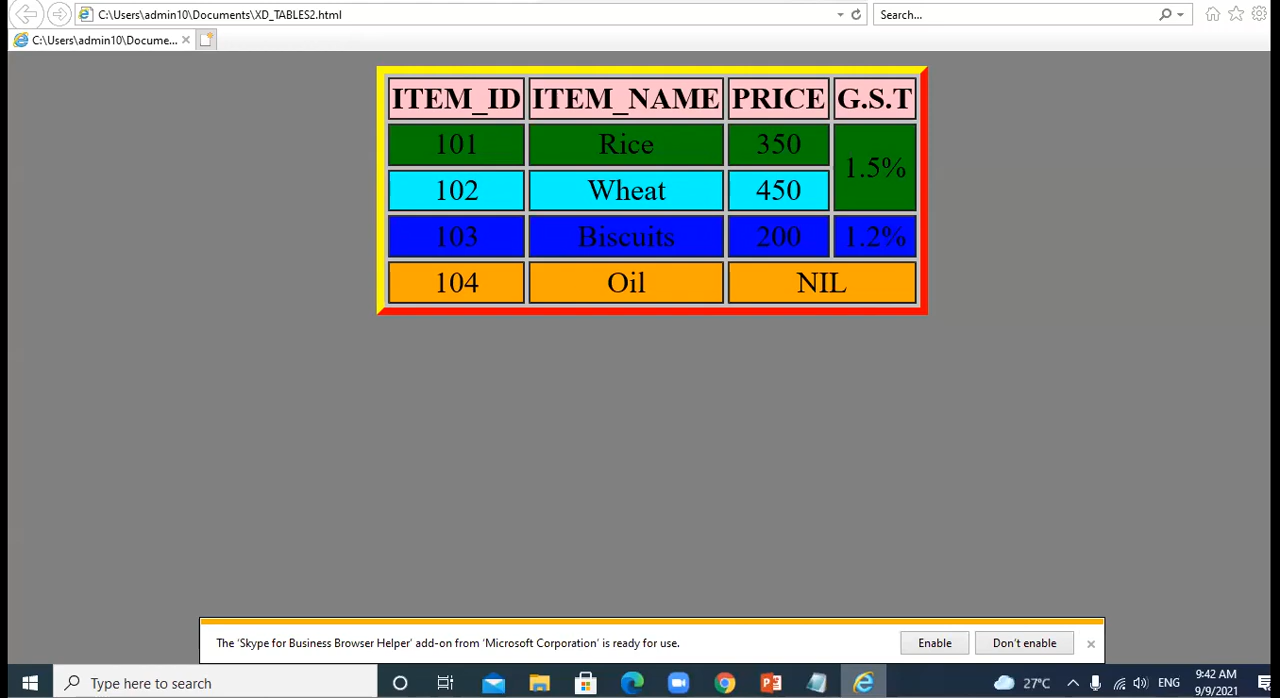 C:\Users\admin10\Documents\XD_TABLES2.html
Search...
C:\Users\admin10\Docume...
ITEM_ID ITEM_NAME PRICE G.S.T
101 Rice 350 1.5%
102 Wheat 450
103 Biscuits 200 1.2%
104 Oil NIL
The 'Skype for Business Browser Helper' add-on from 'Microsoft Corporation' is ready for use. Enable Don't enable
Type here to search
27°C ENG
9:42 AM
9/9/2021